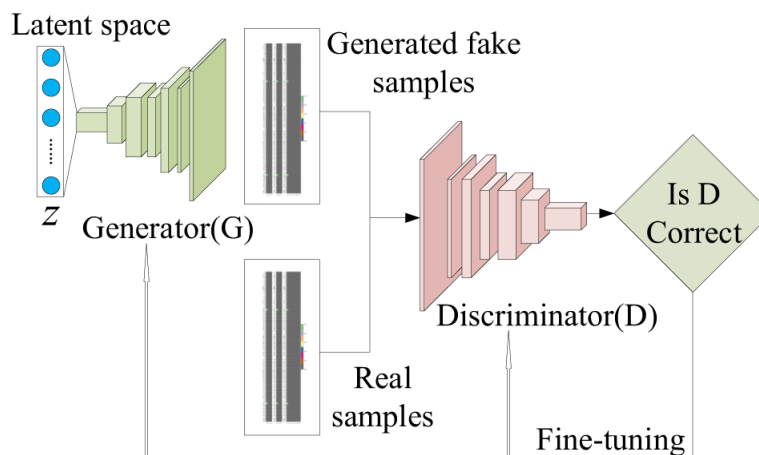 Latent space
z
Generator(G)
Generated fake
samples
Real
samples
Discriminator(D)
Is D
Correct
Fine-tuning